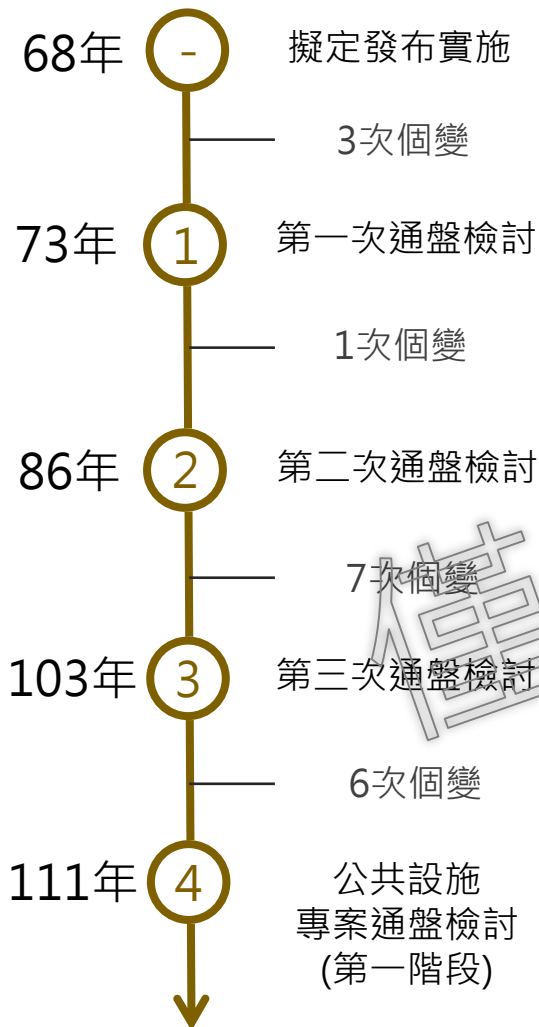 68年
-
擬定發布實施
3次個變
73年
1
第一次通盤檢討
1次個變
86年
2
第二次通盤檢討
7次個變
僅
103年
3
第三次通盤檢討
6次個變
111年
4
公共設施
專案通盤檢討
(第一階段)